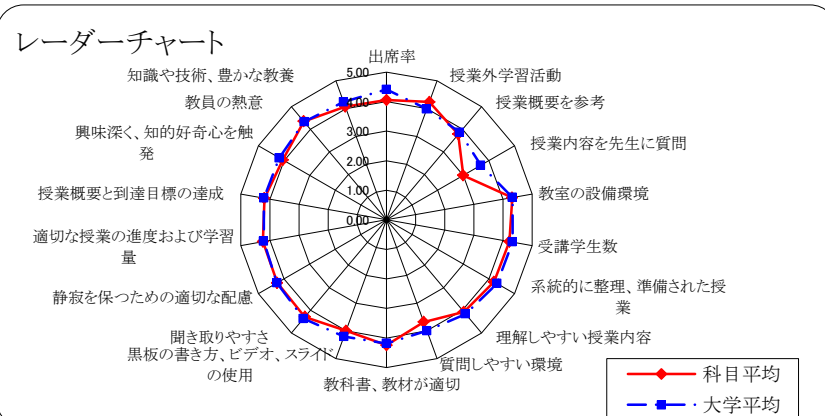 レーダーチャート
出席率
授業外学習活動
授業概要を参考
授業内容を先生に質問
教室の設備環境
受講学生数
系統的に整理、準備された授
業
理解しやすい授業内容
質問しやすい環境
教科書、教材が適切
黒板の書き方、ビデオ、スライド
の使用
聞き取りやすさ
静寂を保つための適切な配慮
適切な授業の進度および学習
量
授業概要と到達目標の達成
興味深く、知的好奇心を触
発
教員の熱意
知識や技術、豊かな教養
5.00
4.00
3.00
2.00
1.00
0.00
科目平均
大学平均